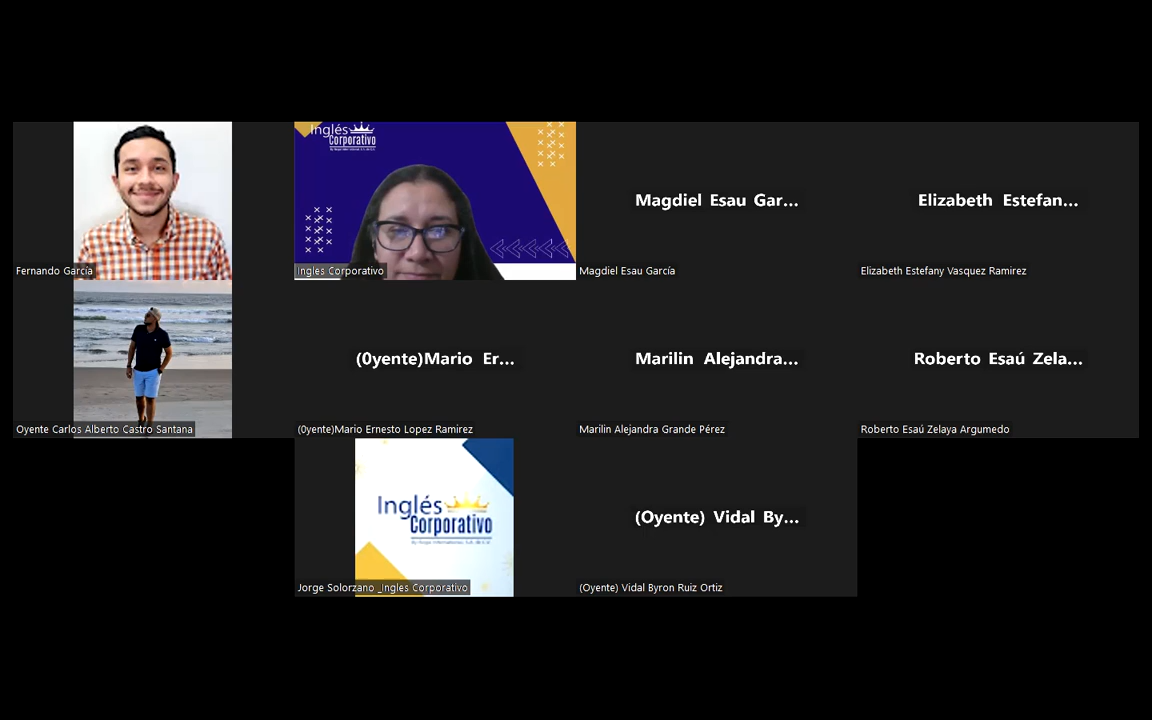 Inglés
Corporativo
Magdiel Esau Gar...
Elizabeth Estefan...
Fernando García
Ingles Corporativo
Magdiel Esau García
Elizabeth Estefany Vasquez Ramirez
(0yente)Mario Er...
Marilin Alejandra...
Roberto Esaú Zela...
Oyente Carlos Alberto Castro Santana
(0yente)Mario Ernesto Lopez Ramirez
Marilin Alejandra Grande Pérez
Roberto Esaú Zelaya Argumedo
Inglés
Corporativo
(Oyente) Vidal By...
Jorge Solorzano _Ingles Corporativo
(Oyente) Vidal Byron Ruiz Ortiz